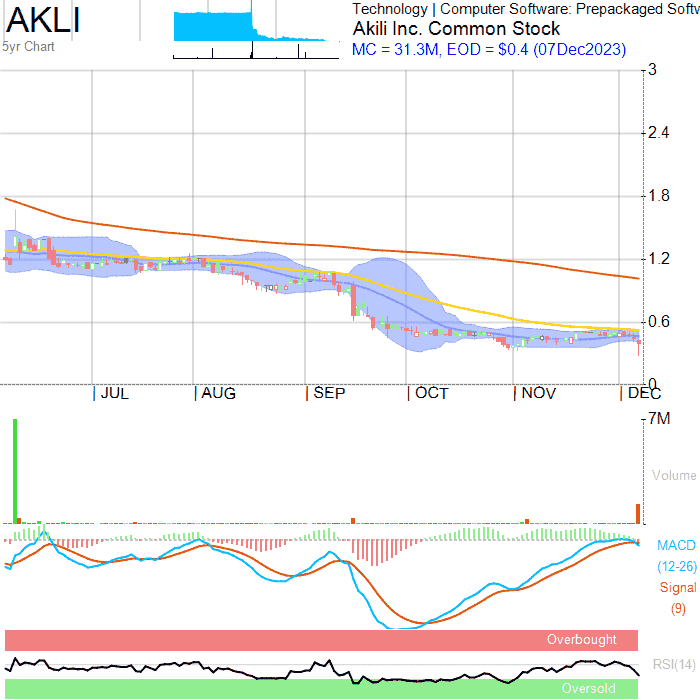 AKLI
5yr Chart
Technology | Computer Software: Prepackaged Softw
Akili Inc. Common Stock
MC = 31.3M, EOD = $0.4 (07Dec2023)
3
2.4
1.8
1.2
0.6
0
JUL AUG SEP OCT NOV DEC
7M
Volume
MACD
(12-26)
Signal
(9)
Overbought
RSI(14)
Oversold